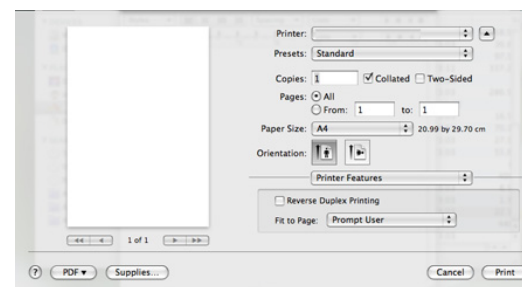 Printer:
Presets: Standard
Copies: 1 Collated Two-Sided
Pages: All
From: 1 to: 1
Paper Size: A4 20.99 by 29.70 cm
Orientation:
Printer Features
Reverse Duplex Printing
Fit to Page: Prompt User
1 of 1
? PDF Supplies... Cancel Print